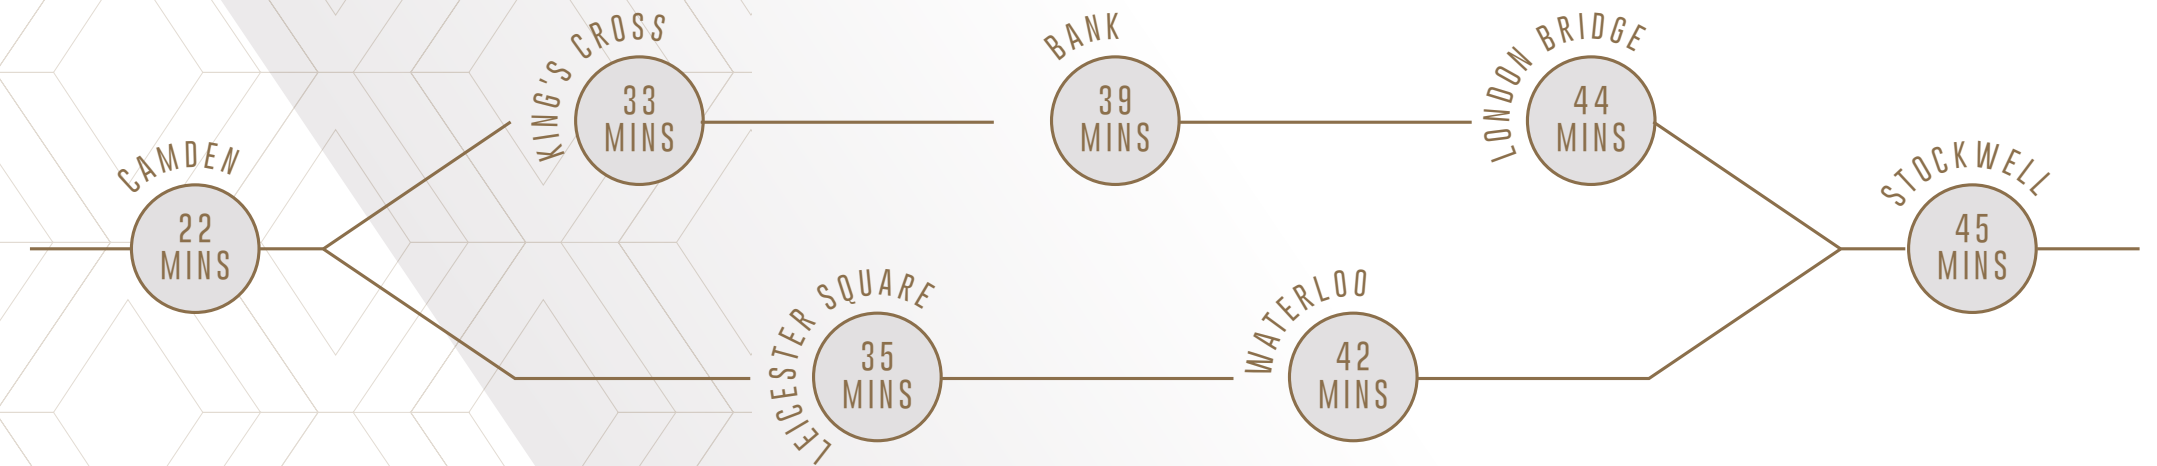 CAMDEN
22
MINS
KING'S CROSS
33
MINS
BANK
39
MINS
LONDON BRIDGE
44
MINS
LEICESTER SQUARE
35
MINS
WATERLOO
42
MINS
STOCKWELL
45
MINS